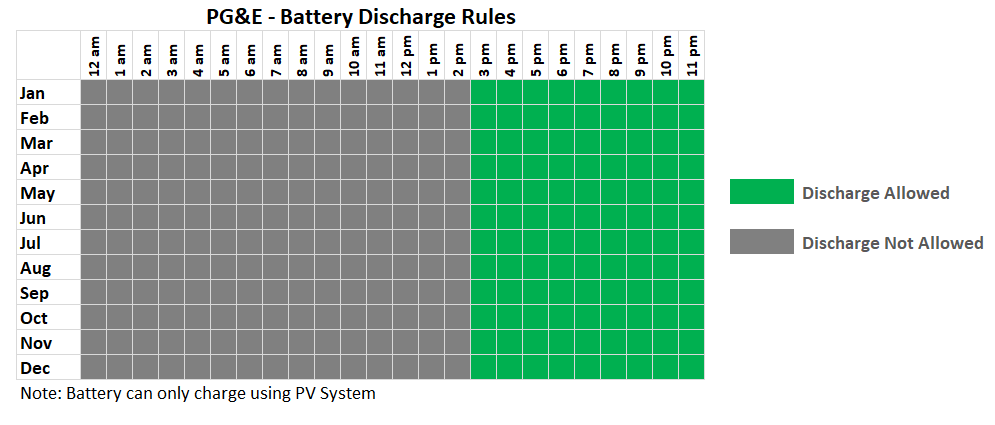 PG&E - Battery Discharge Rules
12 am 1 am 2 am 3 am 4 am 5 am 6 am 7 am 8 am 9 am 10 am 11 am 12 pm 1 pm 2 pm 3 pm 4 pm 5 pm 6 pm 7 pm 8 pm 9 pm 10 pm 11 pm
Jan
Feb
Mar
Apr
May
Jun
Jul
Aug
Sep
Oct
Nov
Dec
Discharge Allowed
Discharge Not Allowed
Note: Battery can only charge using PV System